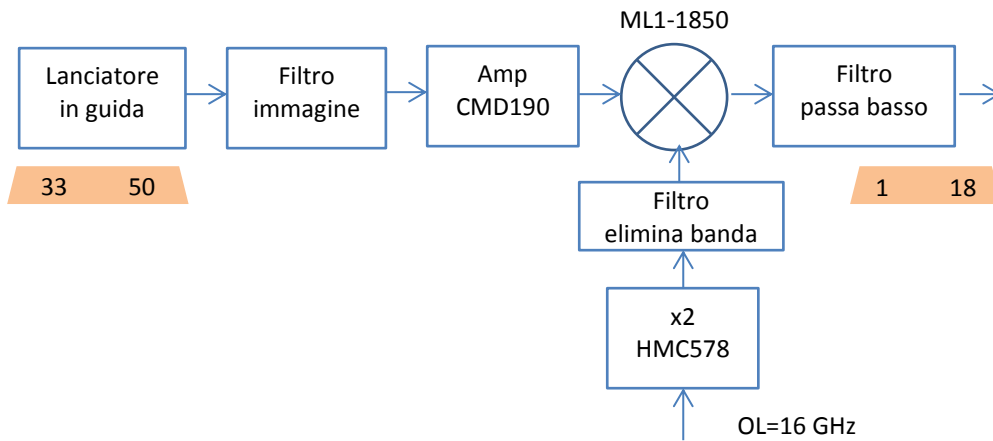 ML1-1850
Lanciatore
in guida
Filtro
immagine
Amp
CMD190
Filtro
passa basso
33 50
1 18
Filtro
elimina banda
x2
HMC578
OL=16 GHz